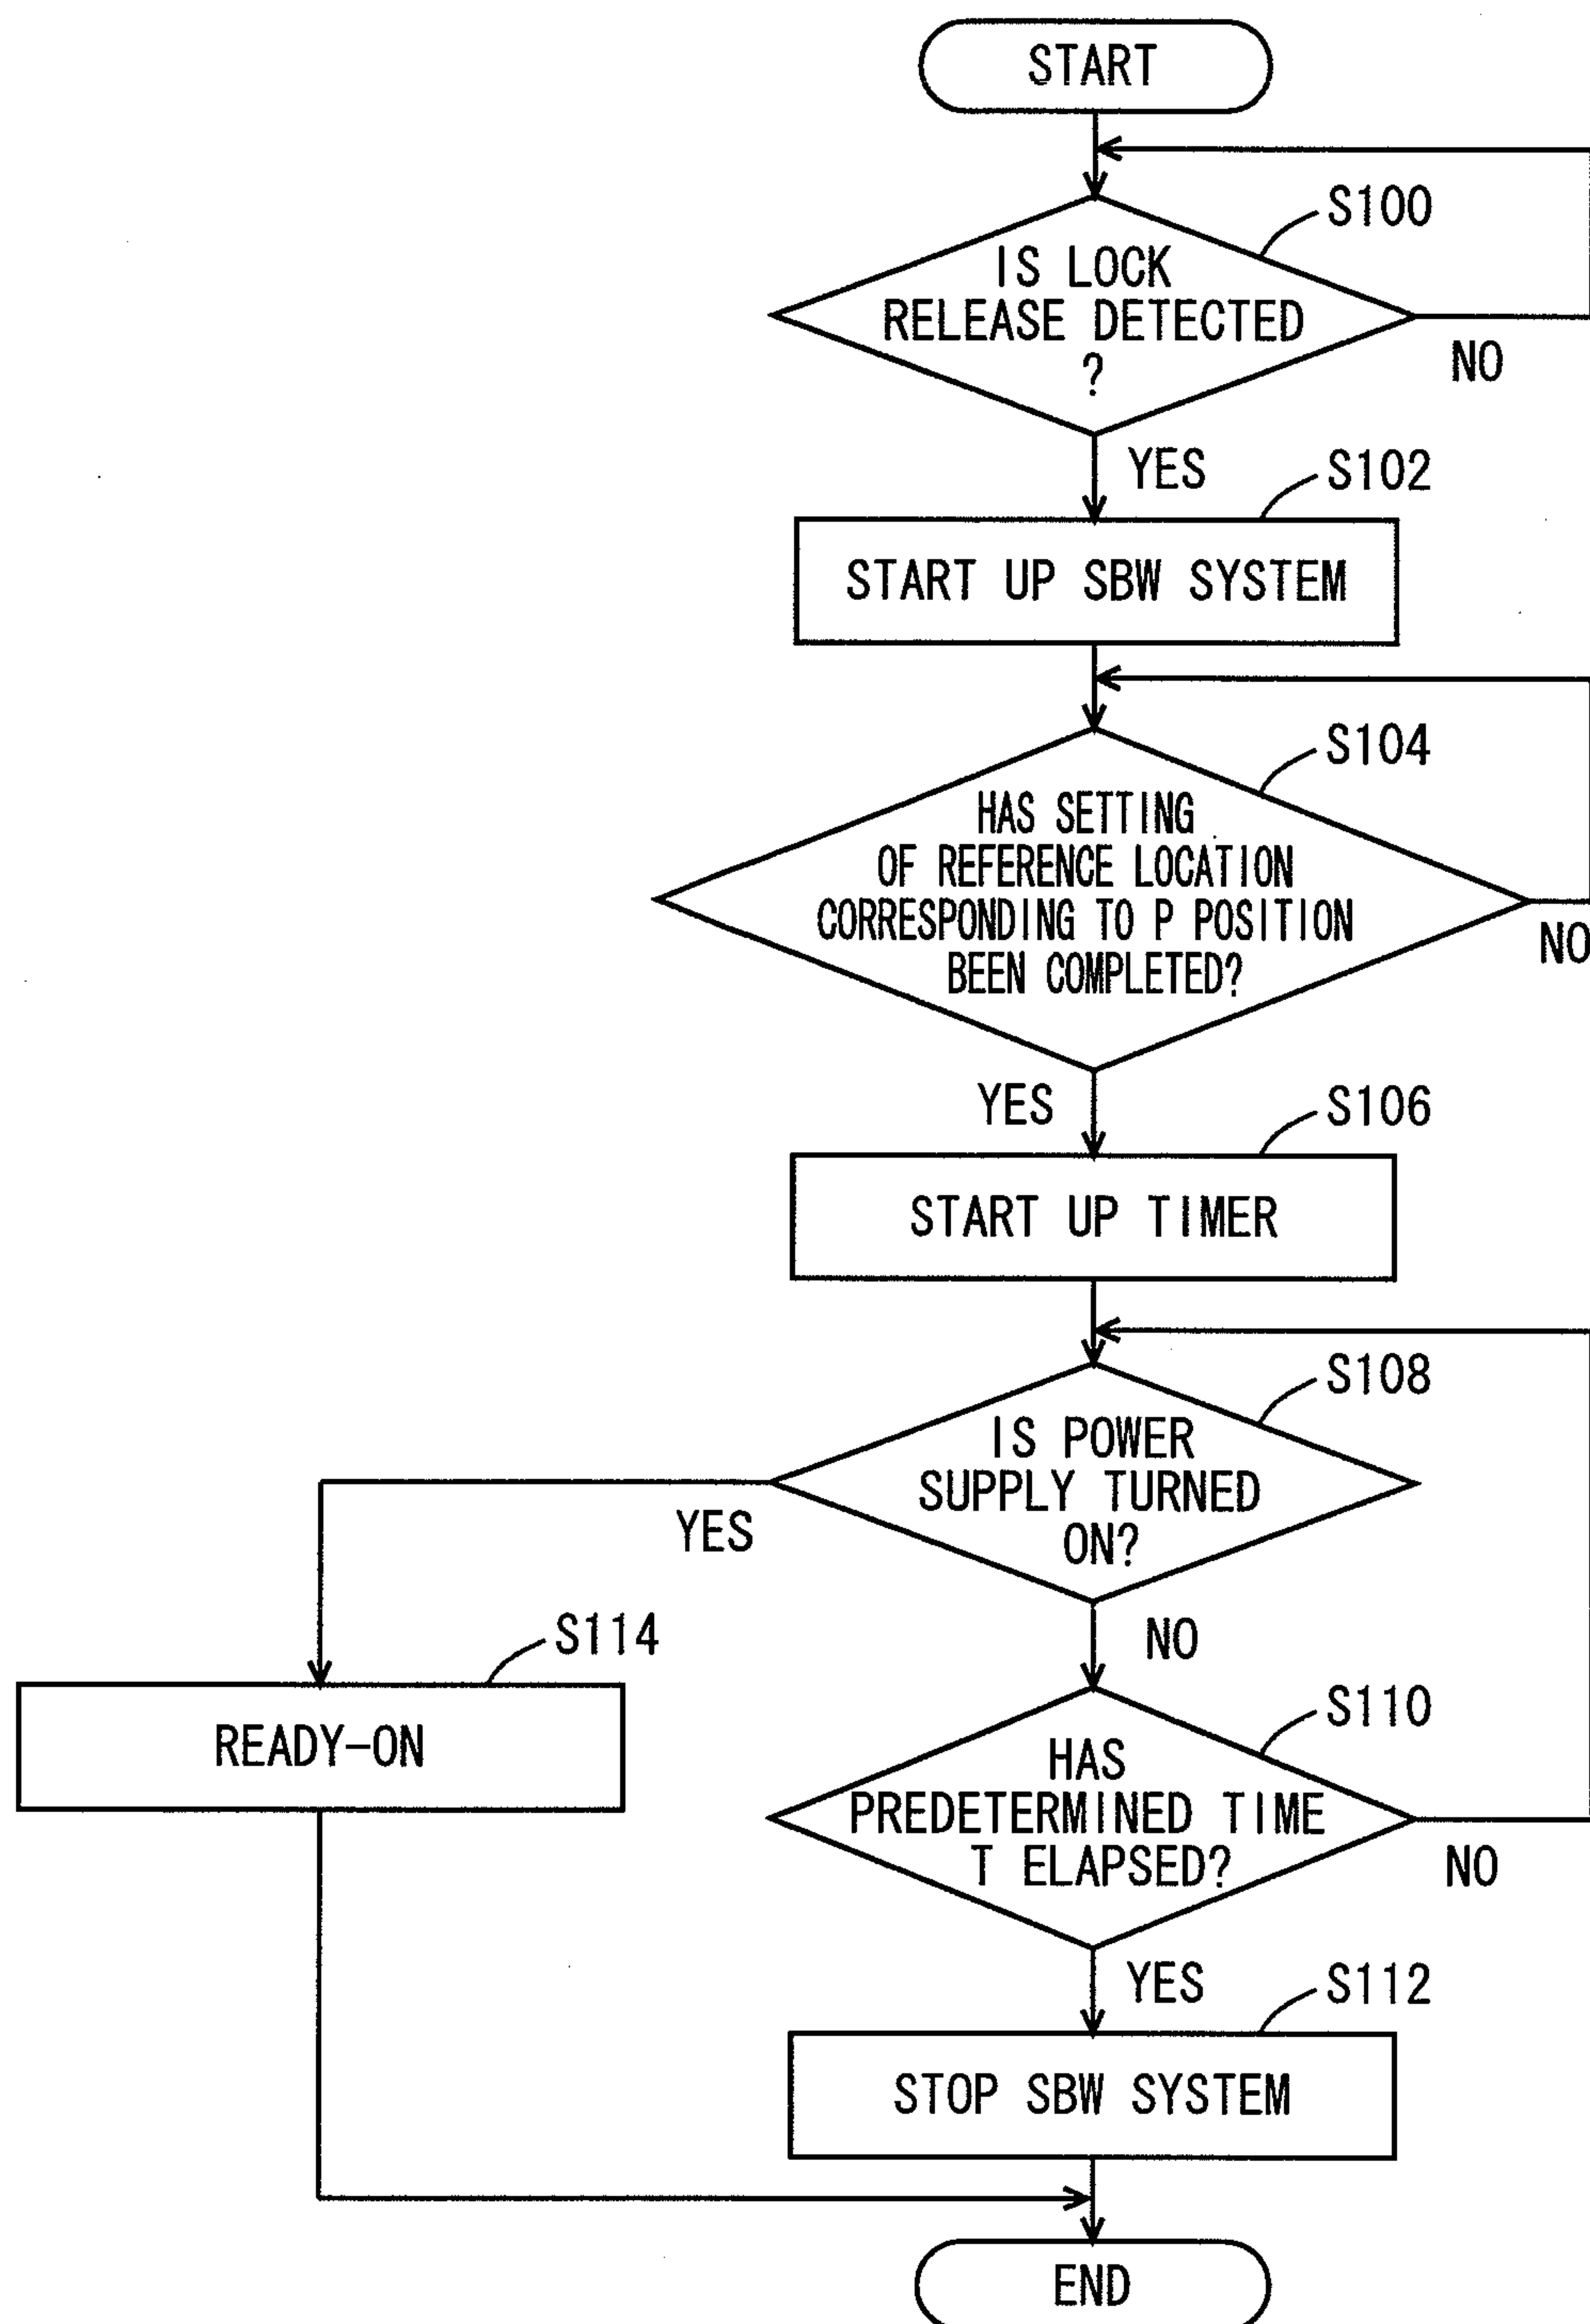 START
S100
IS LOCK
RELEASE DETECTED
?
NO
YES
S102
START UP SBW SYSTEM
S104
HAS SETTING
OF REFERENCE LOCATION
CORRESPONDING TO P POSITION
BEEN COMPLETED?
NO
YES
S106
START UP TIMER
S108
IS POWER
SUPPLY TURNED
ON?
YES
NO
S114
READY-ON
S110
HAS
PREDETERMINED TIME
T ELAPSED?
NO
YES
S112
STOP SBW SYSTEM
END